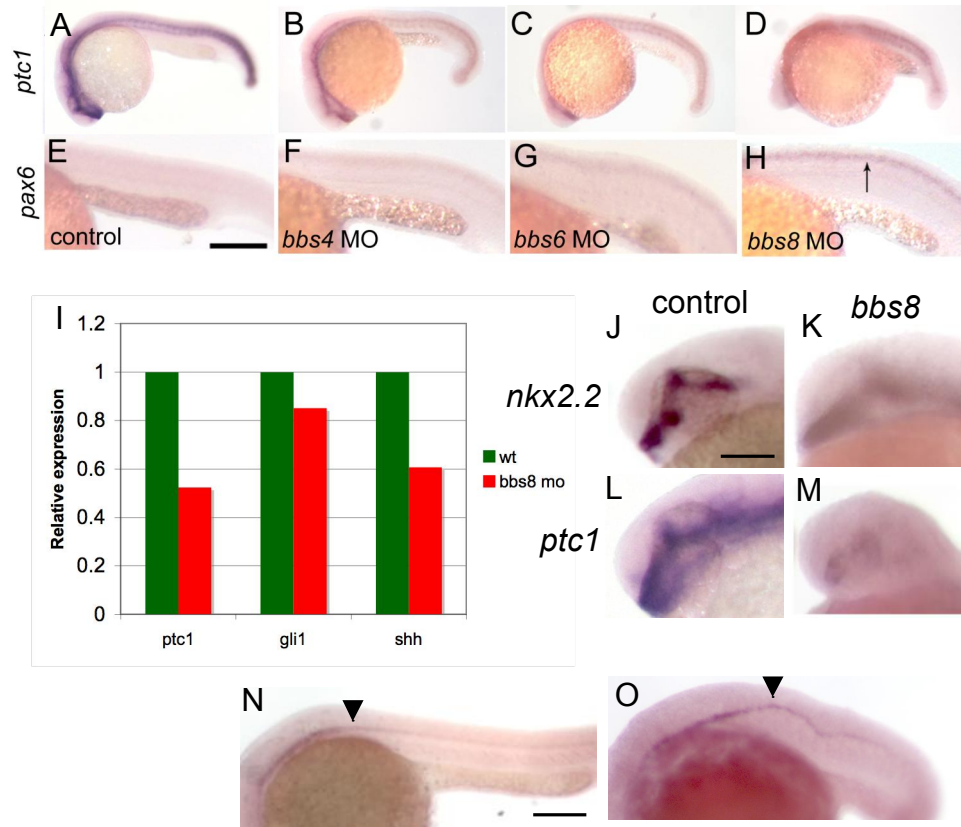 A
B
C
D
ptc1
E
F
G
H
pax6
control
bbs4 MO
bbs6 MO
bbs8 MO
I
1.2
1
0.8
0.6
0.4
0.2
0
Relative expression
ptc1
gli1
shh
wt
bbs8 mo
control
bbs8
J
K
nkx2.2
L
M
ptc1
N
O